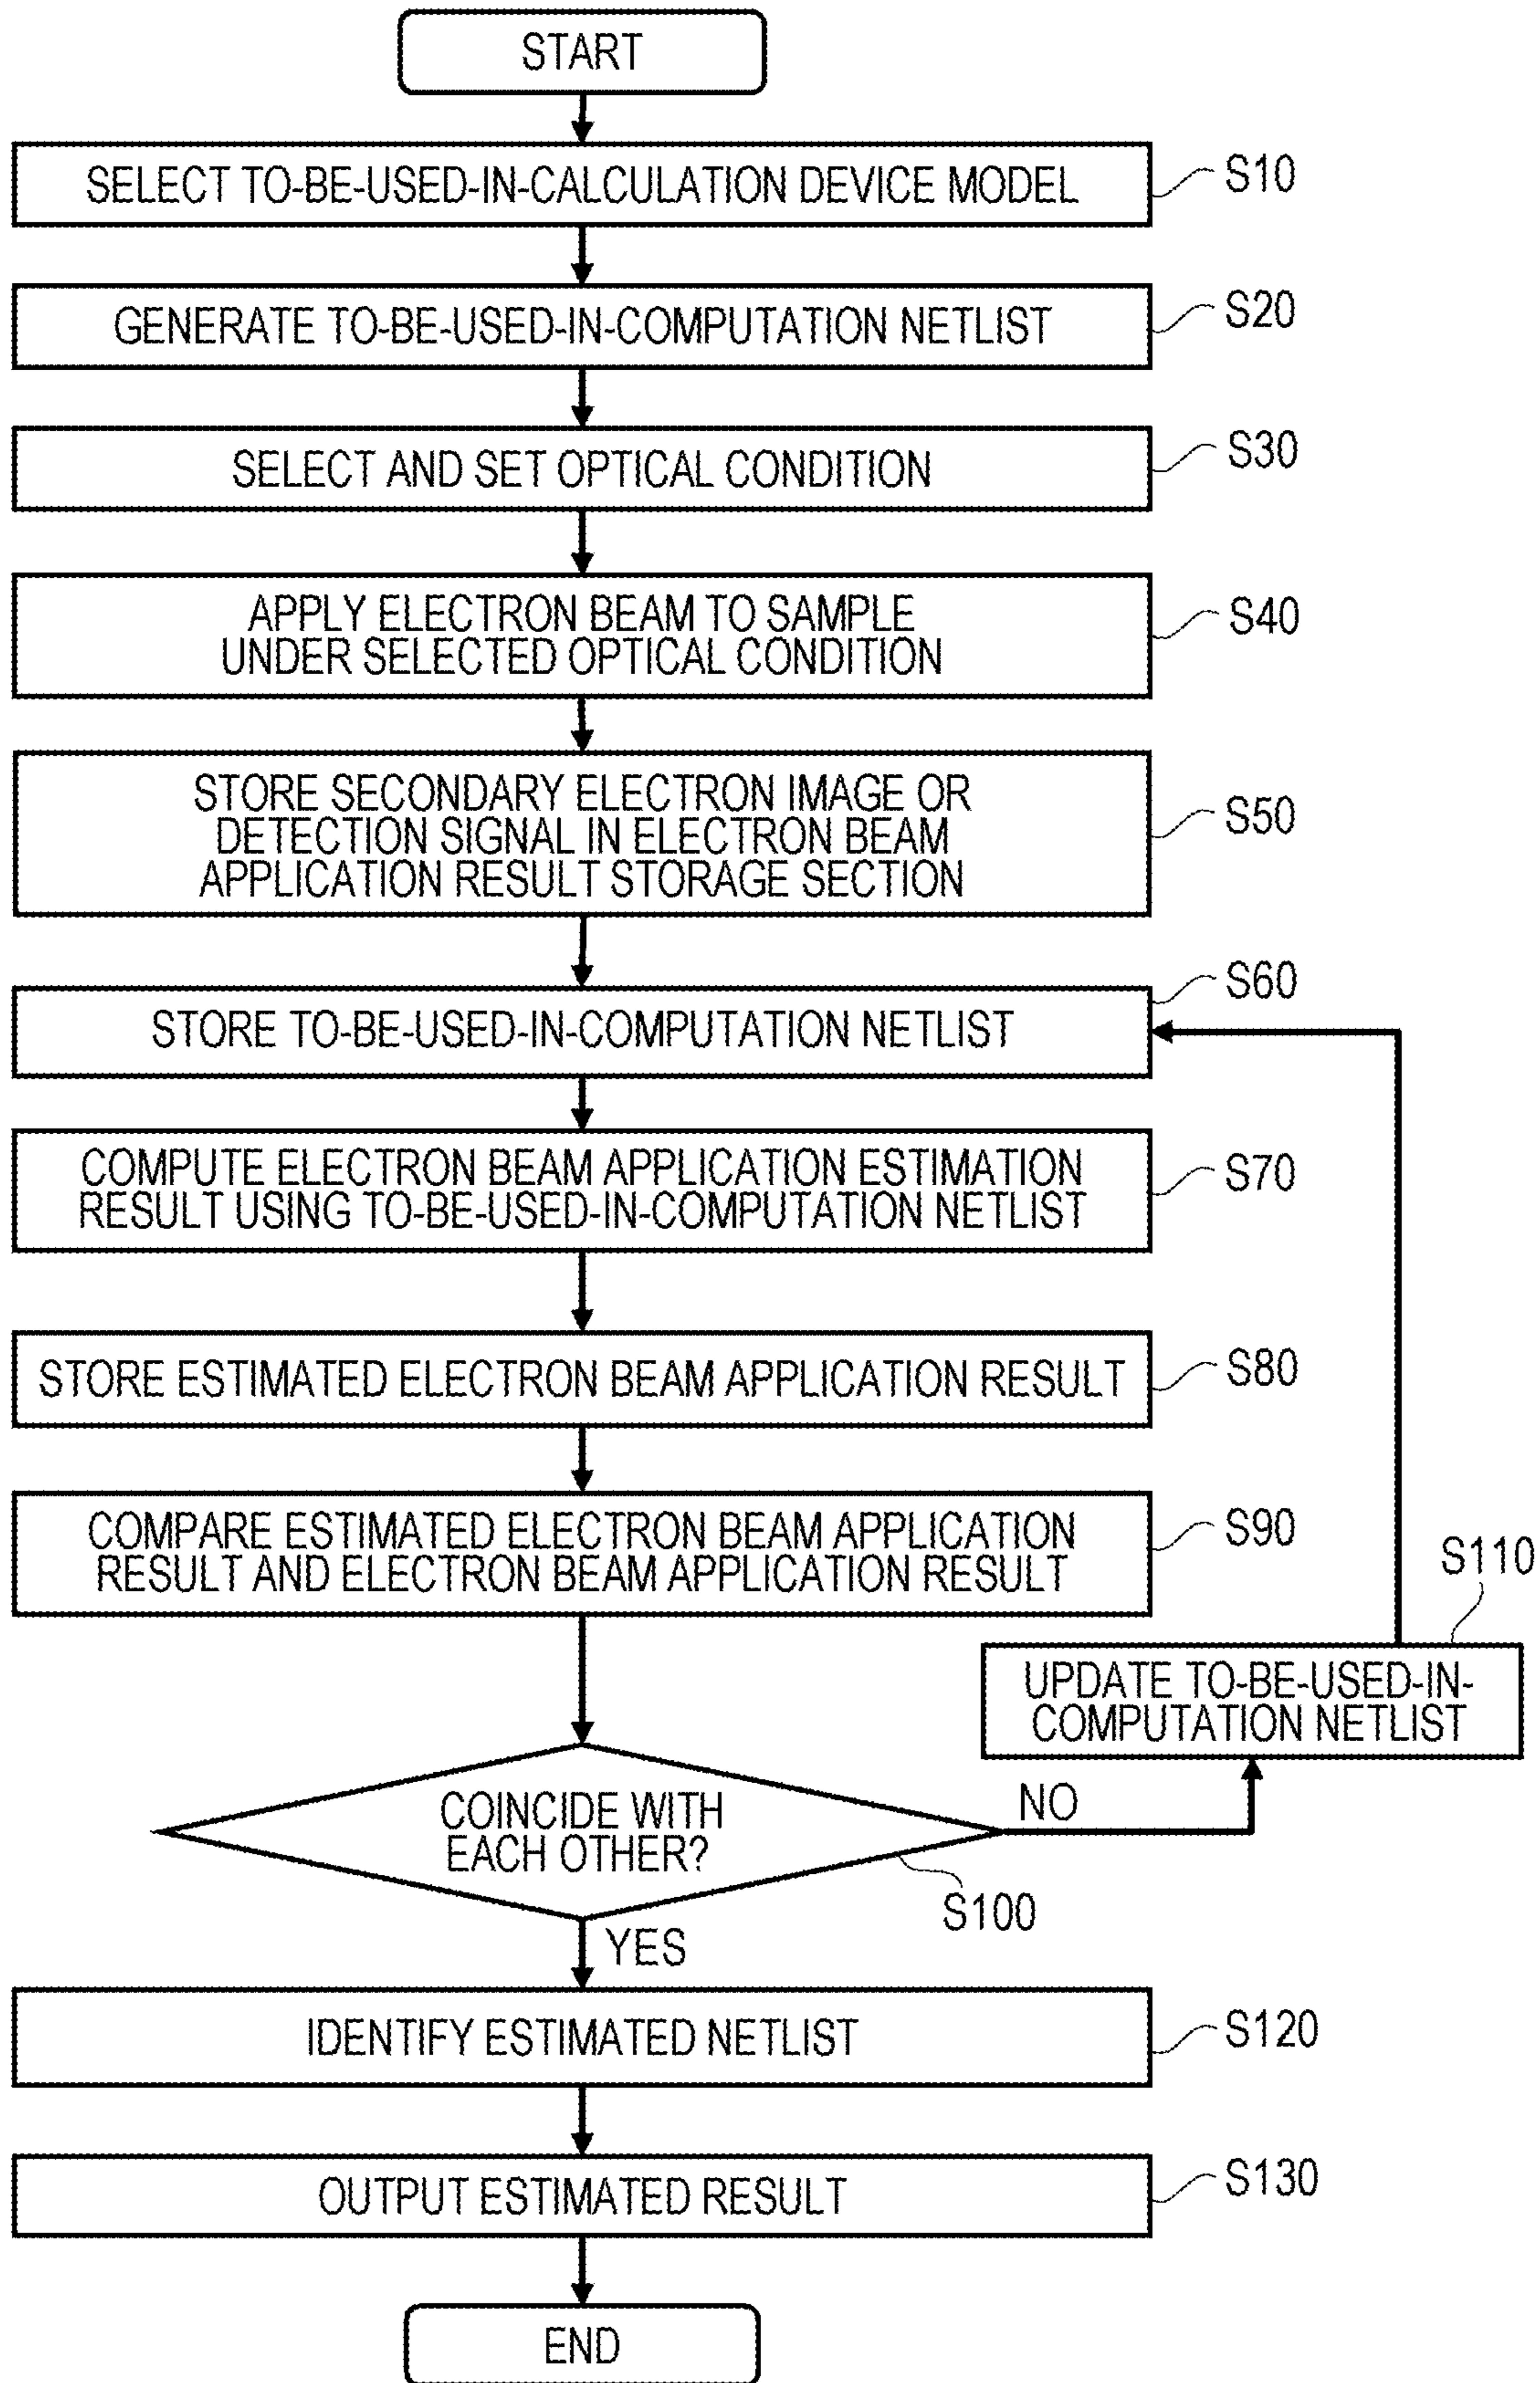 START
SELECT TO-BE-USED-IN-CALCULATION DEVICE MODEL
S10
GENERATE TO-BE-USED-IN-COMPUTATION NETLIST
S20
SELECT AND SET OPTICAL CONDITION
S30
APPLY ELECTRON BEAM TO SAMPLE
UNDER SELECTED OPTICAL CONDITION
S40
STORE SECONDARY ELECTRON IMAGE OR
DETECTION SIGNAL IN ELECTRON BEAM
APPLICATION RESULT STORAGE SECTION
S50
STORE TO-BE-USED-IN-COMPUTATION NETLIST
S60
COMPUTE ELECTRON BEAM APPLICATION ESTIMATION
RESULT USING TO-BE-USED-IN-COMPUTATION NETLIST
S70
STORE ESTIMATED ELECTRON BEAM APPLICATION RESULT
S80
COMPARE ESTIMATED ELECTRON BEAM APPLICATION
RESULT AND ELECTRON BEAM APPLICATION RESULT
S90
S110
UPDATE TO-BE-USED-IN-
COMPUTATION NETLIST
COINCIDE WITH
EACH OTHER?
NO
S100
YES
IDENTIFY ESTIMATED NETLIST
S120
OUTPUT ESTIMATED RESULT
S130
END